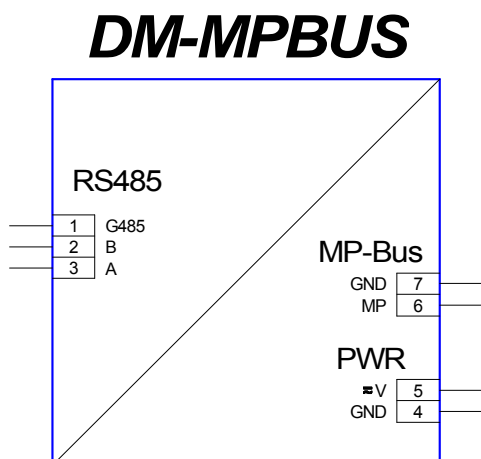 DM-MPBUS
RS485
1 G485
2 B
3 A
MP-Bus
GND 7
MP 6
PWR
≂V 5
GND 4